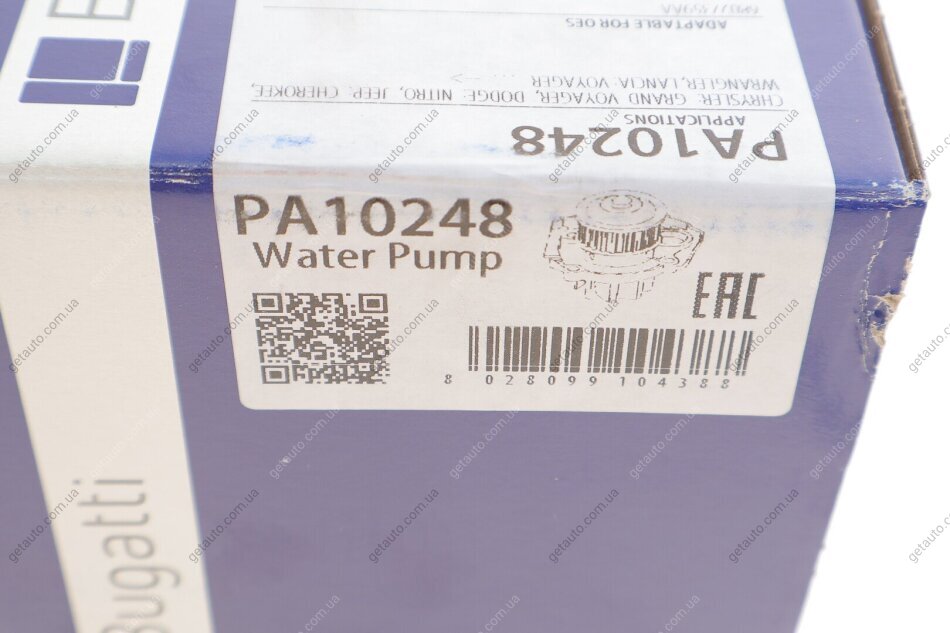 ADAPTABLE FOR OES
WRANGLER, LANCIA: VOYAGER
CHRYSLER: GRAND VOYAGER, DODGE: NITRO, JEEP: CHEROKEE,
APPLICATIONS
PA10248
PA10248
Water Pump
EAC
8 028099 104388
Bugatti
getauto.com.ua